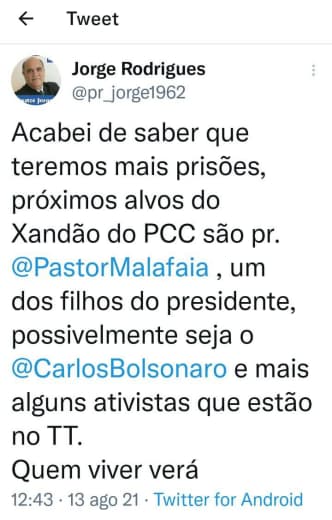 Tweet
Jorge Rodrigues
@pr_jorge1962
Acabei de saber que
teremos mais prisões,
próximos alvos do
Xandão do PCC são pr.
@PastorMalafaia , um
dos filhos do presidente,
possivelmente seja o
@CarlosBolsonaro e mais
alguns ativistas que estão
no TT.
Quem viver verá
12:43 · 13 ago 21 · Twitter for Android